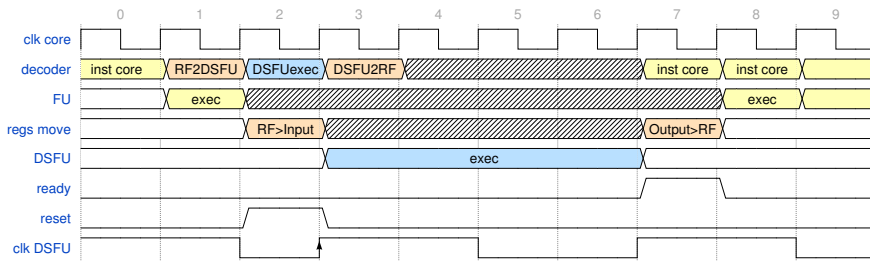 0 1 2 3 4 5 6 7 8 9
clk core
decoder inst core RF2DSFU DSFUexec DSFU2RF inst core inst core
FU exec exec
regs move RF>Input Output>RF
DSFU exec
ready
reset
clk DSFU